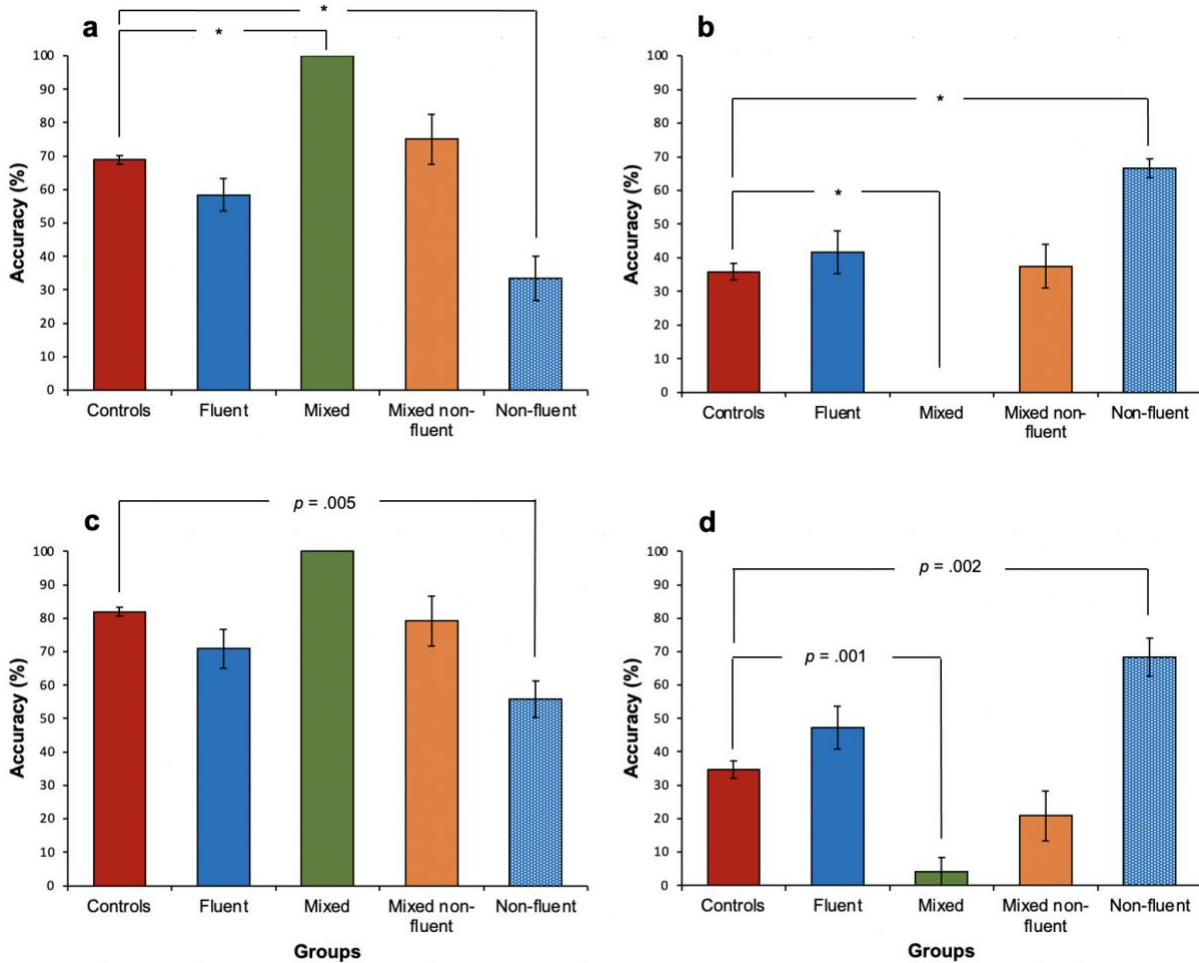 a
*
*
100
90
80
70
60
50
40
30
20
10
0
Accuracy (%)
Controls
Fluent
Mixed
Mixed non-
fluent
Non-fluent
b
*
*
100
90
80
70
60
50
40
30
20
10
0
Accuracy (%)
Controls
Fluent
Mixed
Mixed non-
fluent
Non-fluent
c
p = .005
100
90
80
70
60
50
40
30
20
10
0
Accuracy (%)
Controls
Fluent
Mixed
Mixed non-
fluent
Non-fluent
Groups
d
p = .002
p = .001
100
90
80
70
60
50
40
30
20
10
0
Accuracy (%)
Controls
Fluent
Mixed
Mixed non-
fluent
Non-fluent
Groups